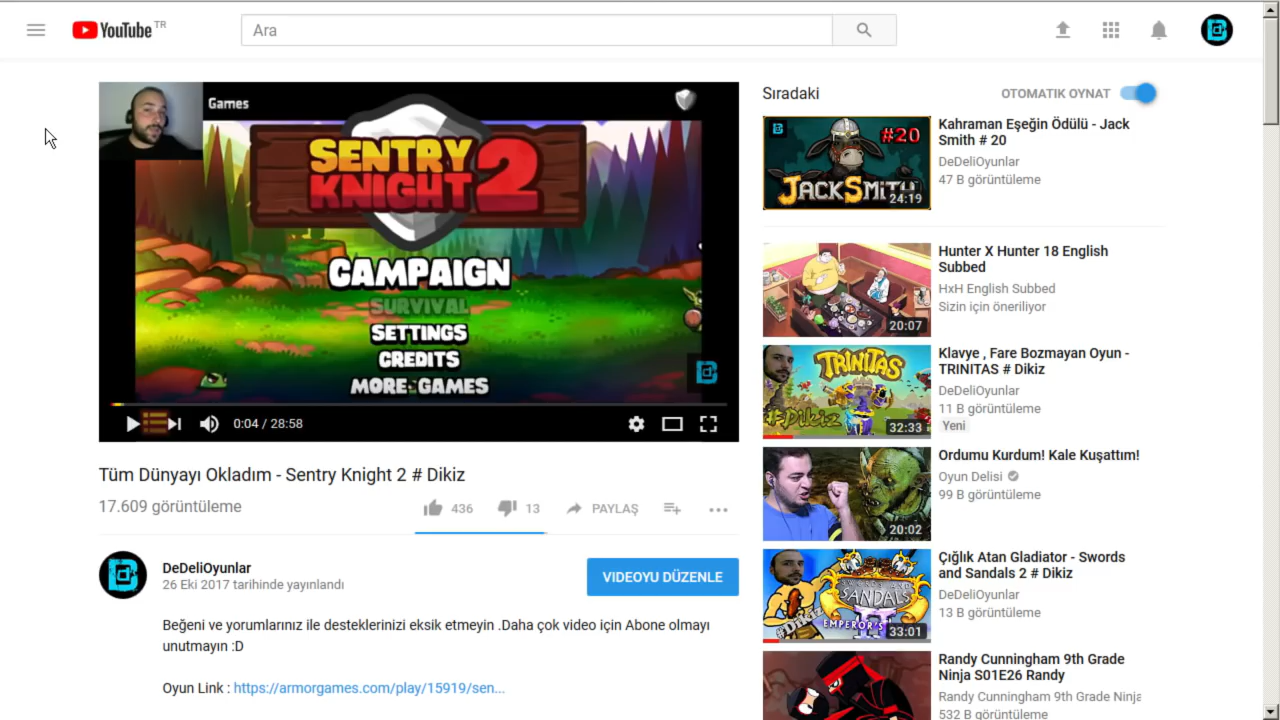 YouTube TR
Ara
Games
SENTRY
KNIGHT 2
CAMPAIGN
SURVIVAL
SETTINGS
CREDITS
MORE GAMES
0:04 / 28:58
Tüm Dünyayı Okladım - Sentry Knight 2 # Dikiz
17.609 görüntüleme
436
13
PAYLAŞ
DeDeliOyunlar
26 Eki 2017 tarihinde yayınlandı
VIDEOYU DÜZENLE
Beğeni ve yorumlarınız ile desteklerinizi eksik etmeyin .Daha çok video için Abone olmayı
unutmayın :D
Oyun Link : https://armorgames.com/play/15919/sen...
Sıradaki
OTOMATIK OYNAT
#20
JACKSMITH
24:19
Kahraman Eşeğin Ödülü - Jack
Smith # 20
DeDeliOyunlar
47 B görüntüleme
20:07
Hunter X Hunter 18 English
Subbed
HxH English Subbed
Sizin için öneriliyor
TRINITAS
#Dikiz
32:33
Klavye , Fare Bozmayan Oyun -
TRINITAS # Dikiz
DeDeliOyunlar
11 B görüntüleme
Yeni
20:02
Ordumu Kurdum! Kale Kuşattım!
Oyun Delisi
99 B görüntüleme
SWORDS AND
SANDALS
EMPEROR'S
#DİKİZ
33:01
Çığlık Atan Gladiator - Swords
and Sandals 2 # Dikiz
DeDeliOyunlar
13 B görüntüleme
Randy Cunningham 9th Grade
Ninja S01E26 Randy
Randy Cunningham 9th Grade Ninja
532 B görüntüleme